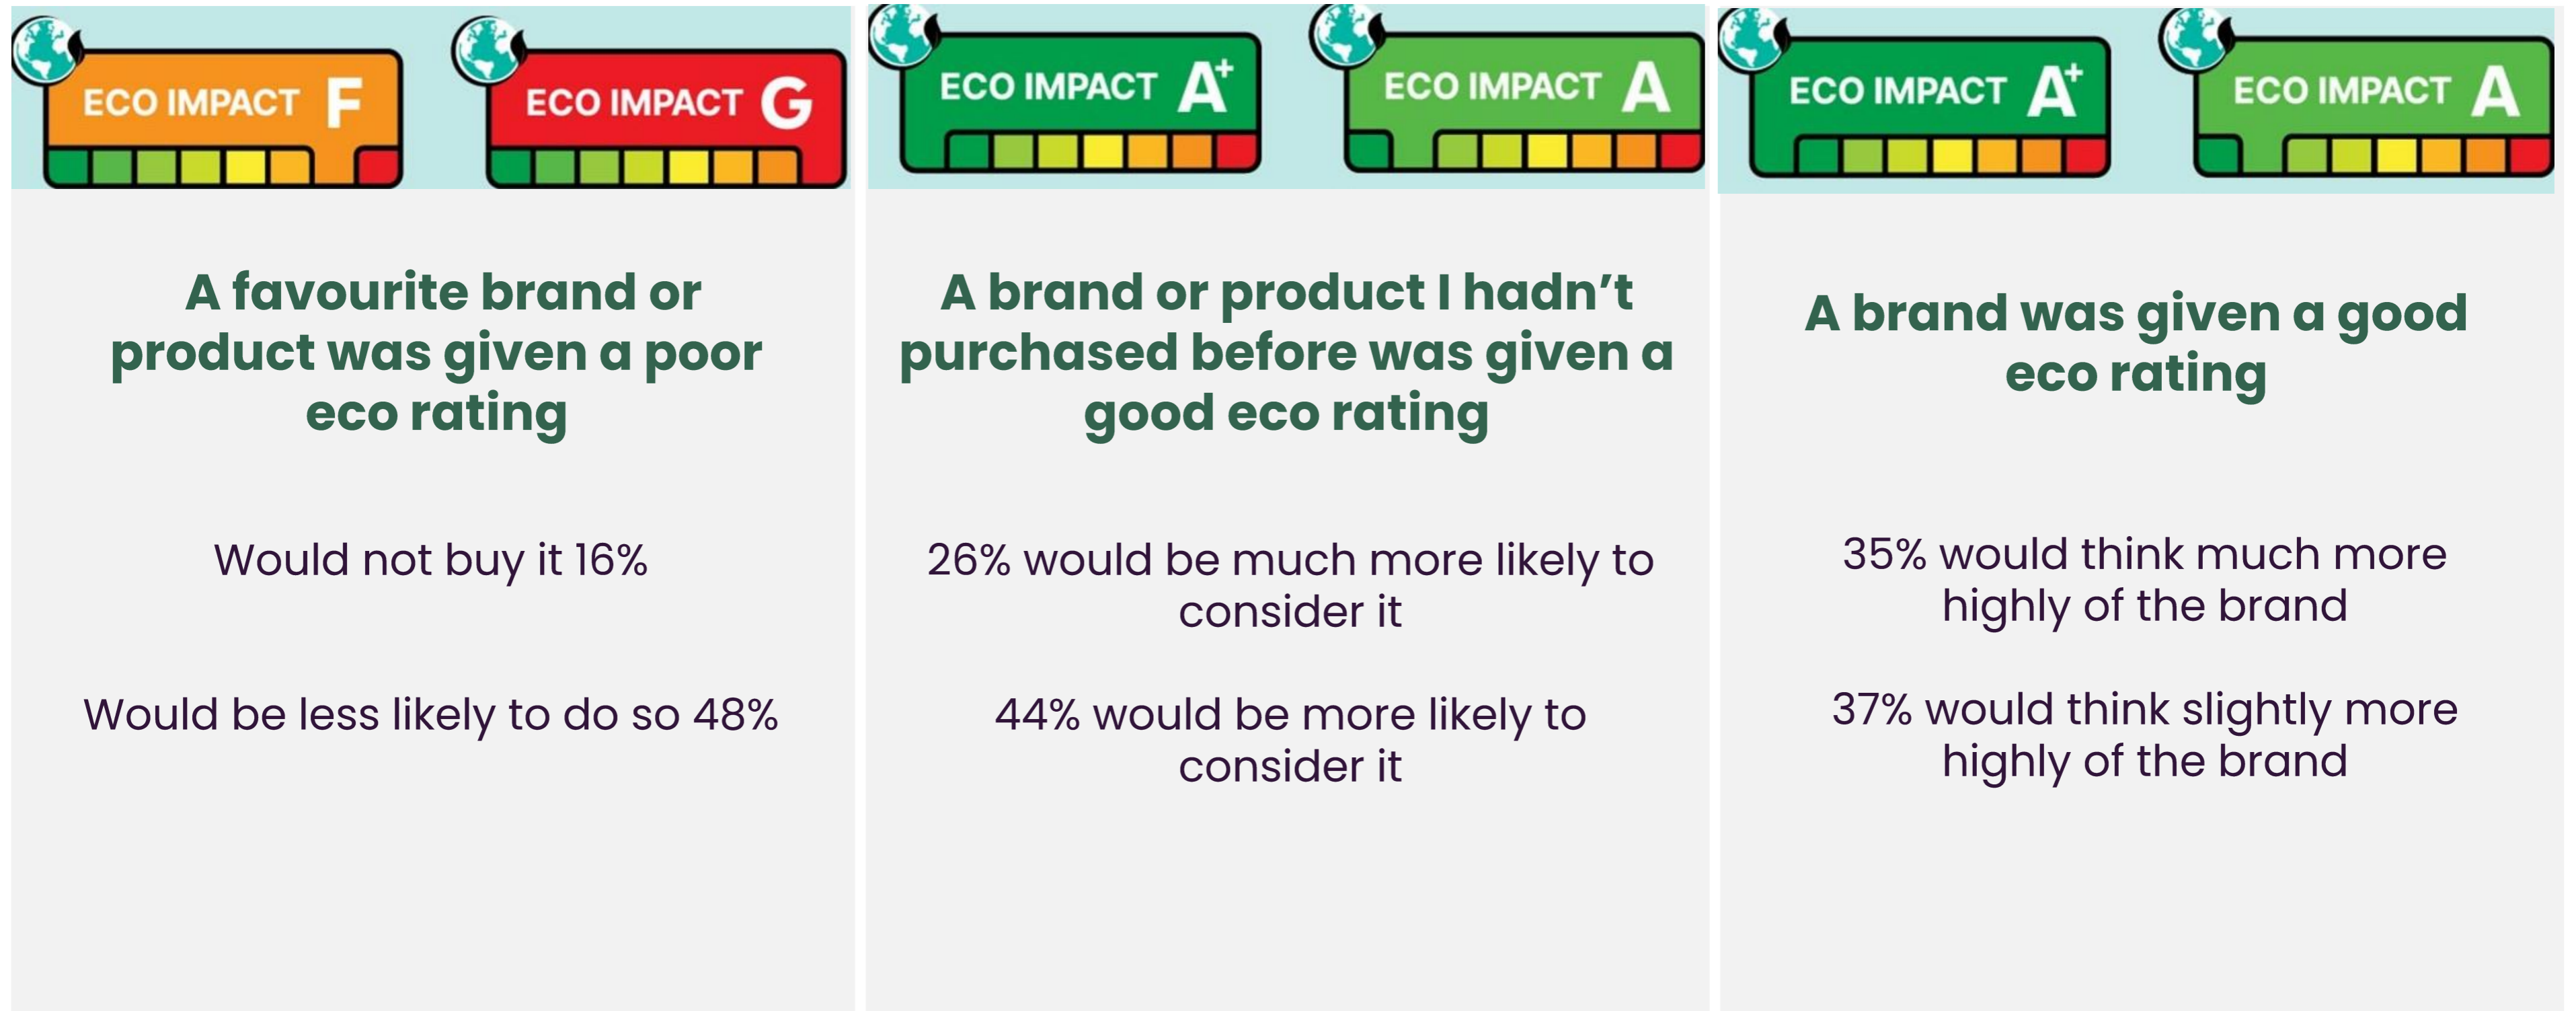 ECO IMPACT F
ECO IMPACT G
A favourite brand or
product was given a poor
eco rating
Would not buy it 16%
Would be less likely to do so 48%
ECO IMPACT A+
ECO IMPACT A
A brand or product I hadn’t
purchased before was given a
good eco rating
26% would be much more likely to
consider it
44% would be more likely to
consider it
ECO IMPACT A+
ECO IMPACT A
A brand was given a good
eco rating
35% would think much more
highly of the brand
37% would think slightly more
highly of the brand